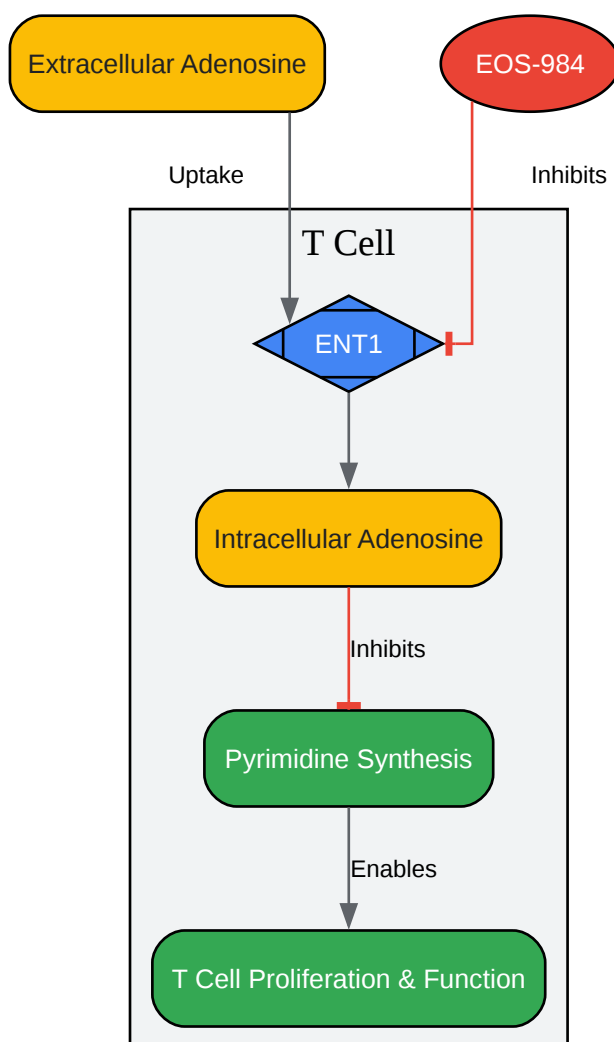 Extracellular Adenosine
EOS-984
Uptake
Inhibits
T Cell
ENT1
Intracellular Adenosine
Inhibits
Pyrimidine Synthesis
Enables
T Cell Proliferation & Function